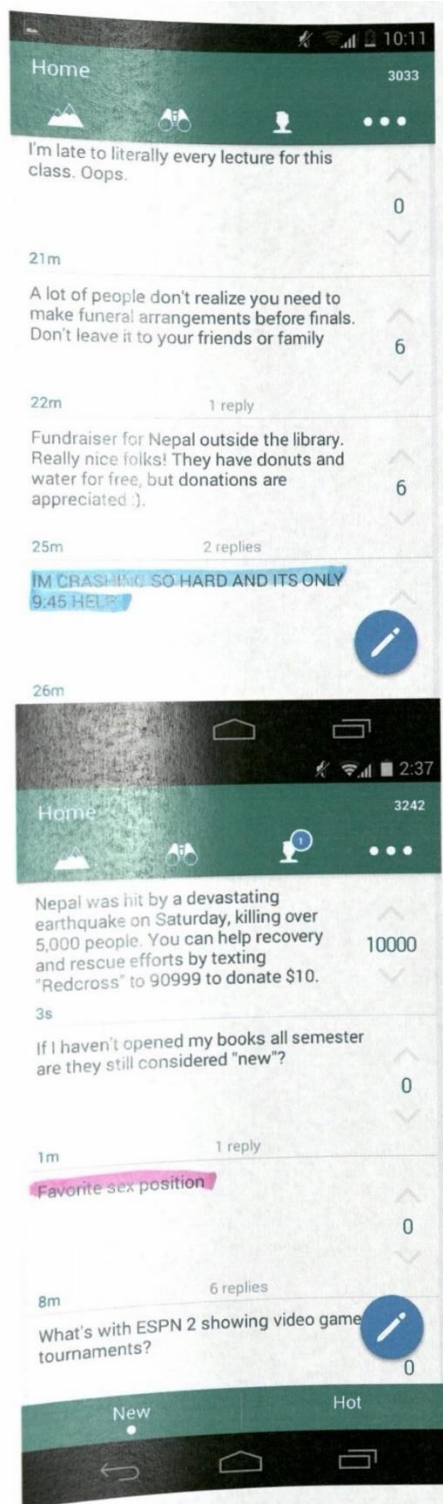 10:11
Home
3033
I'm late to literally every lecture for this
class. Oops.
0
21m
A lot of people don't realize you need to
make funeral arrangements before finals.
Don't leave it to your friends or family
6
22m
1 reply
Fundraiser for Nepal outside the library.
Really nice folks! They have donuts and
water for free, but donations are
appreciated :).
6
25m
2 replies
IM CRASHING SO HARD AND ITS ONLY
9:45 HELP
26m
2:37
Home
3242
1
Nepal was hit by a devastating
earthquake on Saturday, killing over
5,000 people. You can help recovery
and rescue efforts by texting
"Redcross" to 90999 to donate $10.
10000
3s
If I haven't opened my books all semester
are they still considered "new"?
0
1m
1 reply
Favorite sex position
0
8m
6 replies
What's with ESPN 2 showing video game
tournaments?
0
New
Hot